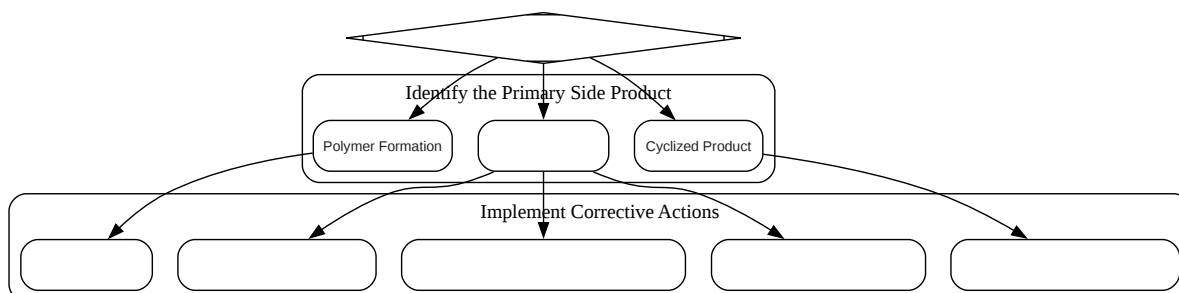 Identify the Primary Side Product
Polymer Formation
Cyclized Product
Implement Corrective Actions